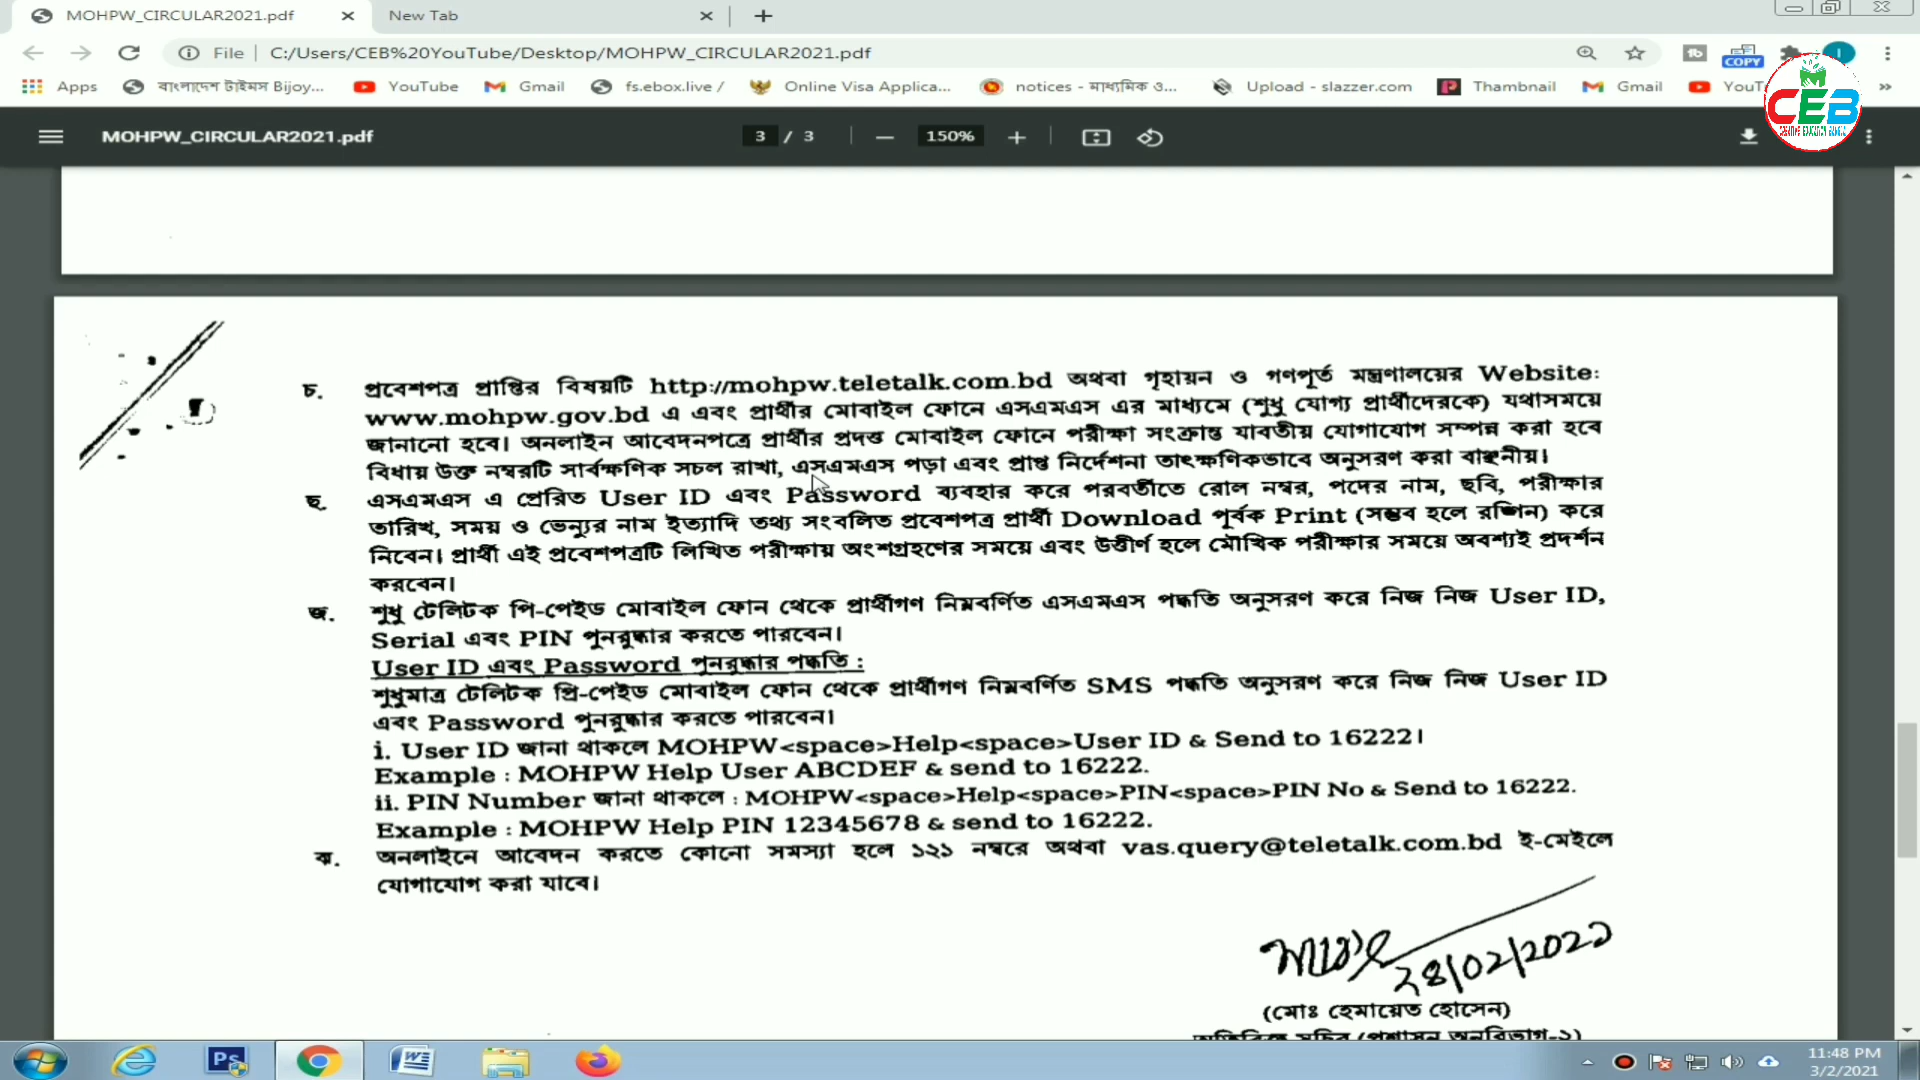 MOHPW_CIRCULAR2021.pdf
New Tab
File
C:/Users/CEB%20YouTube/Desktop/MOHPW_CIRCULAR2021.pdf
COPY
Apps
বাংলাদেশ টাইমস Bijoy...
YouTube
Gmail
fs.ebox.live /
Online Visa Applica...
notices - মাধ্যমিক ও...
Upload - slazzer.com
Thambnail
Gmail
CEB
MOHPW_CIRCULAR2021.pdf
3 / 3
150%
চ. প্রবেশপত্র প্রাপ্তির বিষয়টি http://mohpw.teletalk.com.bd অথবা গৃহায়ন ও গণপূর্ত মন্ত্রণালয়ের Website:
www.mohpw.gov.bd এ এবং প্রার্থীর মোবাইল ফোনে এসএমএস এর মাধ্যমে (শুধু যোগ্য প্রার্থীদেরকে) যথাসময়ে
জানানো হবে। অনলাইন আবেদনপত্রে প্রার্থীর প্রদত্ত মোবাইল ফোনে পরীক্ষা সংক্রান্ত যাবতীয় যোগাযোগ সম্পন্ন করা হবে
বিধায় উক্ত নম্বরটি সার্বক্ষণিক সচল রাখা, এসএমএস পড়া এবং প্রাপ্ত নির্দেশনা তাৎক্ষণিকভাবে অনুসরণ করা বাঞ্ছনীয়।
ছ. এসএমএস এ প্রেরিত User ID এবং Password ব্যবহার করে পরবর্তীতে রোল নম্বর, পদের নাম, ছবি, পরীক্ষার
তারিখ, সময় ও ভেন্যুর নাম ইত্যাদি তথ্য সংবলিত প্রবেশপত্র প্রার্থী Download পূর্বক Print (সম্ভব হলে রঙ্গিন) করে
নিবেন। প্রার্থী এই প্রবেশপত্রটি লিখিত পরীক্ষায় অংশগ্রহণের সময়ে এবং উত্তীর্ণ হলে মৌখিক পরীক্ষার সময়ে অবশ্যই প্রদর্শন
করবেন।
জ. শুধু টেলিটক পি-পেইড মোবাইল ফোন থেকে প্রার্থীগণ নিম্নবর্ণিত এসএমএস পদ্ধতি অনুসরণ করে নিজ নিজ User ID,
Serial এবং PIN পুনরুদ্ধার করতে পারবেন।
User ID এবং Password পুনরুদ্ধার পদ্ধতি :
শুধুমাত্র টেলিটক প্রি-পেইড মোবাইল ফোন থেকে প্রার্থীগণ নিম্নবর্ণিত SMS পদ্ধতি অনুসরণ করে নিজ নিজ User ID
এবং Password পুনরুদ্ধার করতে পারবেন।
i. User ID জানা থাকলে MOHPW<space>Help<space>User ID & Send to 16222।
Example : MOHPW Help User ABCDEF & send to 16222.
ii. PIN Number জানা থাকলে : MOHPW<space>Help<space>PIN<space>PIN No & Send to 16222.
Example : MOHPW Help PIN 12345678 & send to 16222.
ঝ. অনলাইনে আবেদন করতে কোনো সমস্যা হলে ১২১ নম্বরে অথবা vas.query@teletalk.com.bd ই-মেইলে
যোগাযোগ করা যাবে।
(মোঃ হেমায়েত হোসেন)
অতিরিক্ত সচিব (প্রশাসন অনুবিভাগ-২)
11:48 PM
3/2/2021